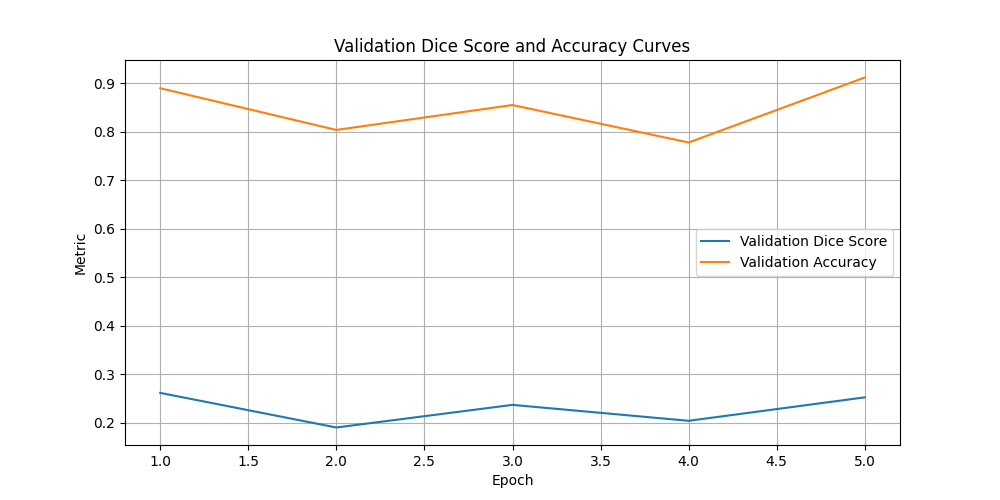 Validation Dice Score and Accuracy Curves
Metric
0.9
0.8
0.7
0.6
0.5
0.4
0.3
0.2
Validation Dice Score
Validation Accuracy
1.0 1.5 2.0 2.5 3.0 3.5 4.0 4.5 5.0
Epoch